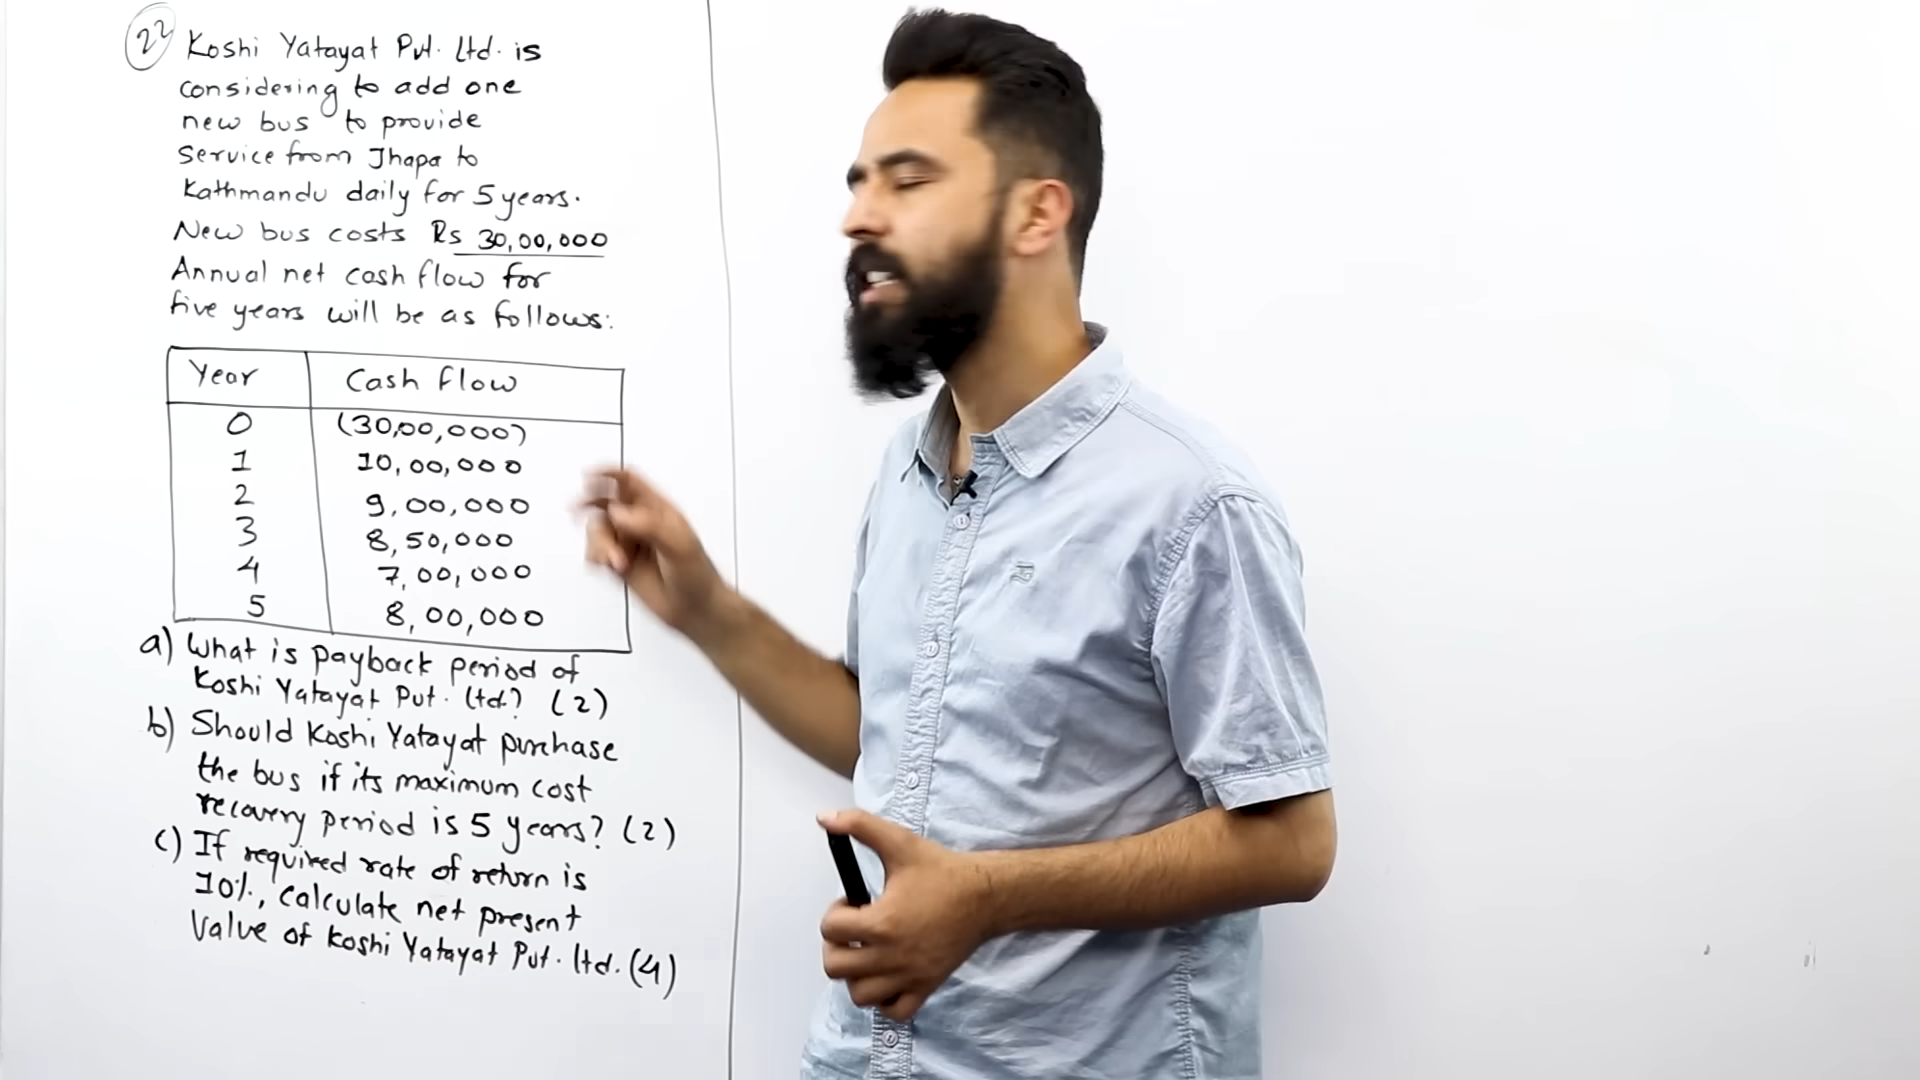 22 Koshi Yatayat Pvt. Ltd. is
considering to add one
new bus to provide
Service from Jhapa to
Kathmandu daily for 5 years.
New bus costs Rs 30,00,000
Annual net cash flow for
five years will be as follows:
Year Cash flow
0 (30,00,000)
1 10,00,000
2 9,00,000
3 8,50,000
4 7,00,000
5 8,00,000
a) What is payback period of
Koshi Yatayat Pvt. Ltd.? (2)
b) Should Koshi Yatayat purchase
the bus if its maximum cost
recovery period is 5 years? (2)
c) If required rate of return is
10%, calculate net present
Value of Koshi Yatayat Pvt. Ltd. (4)